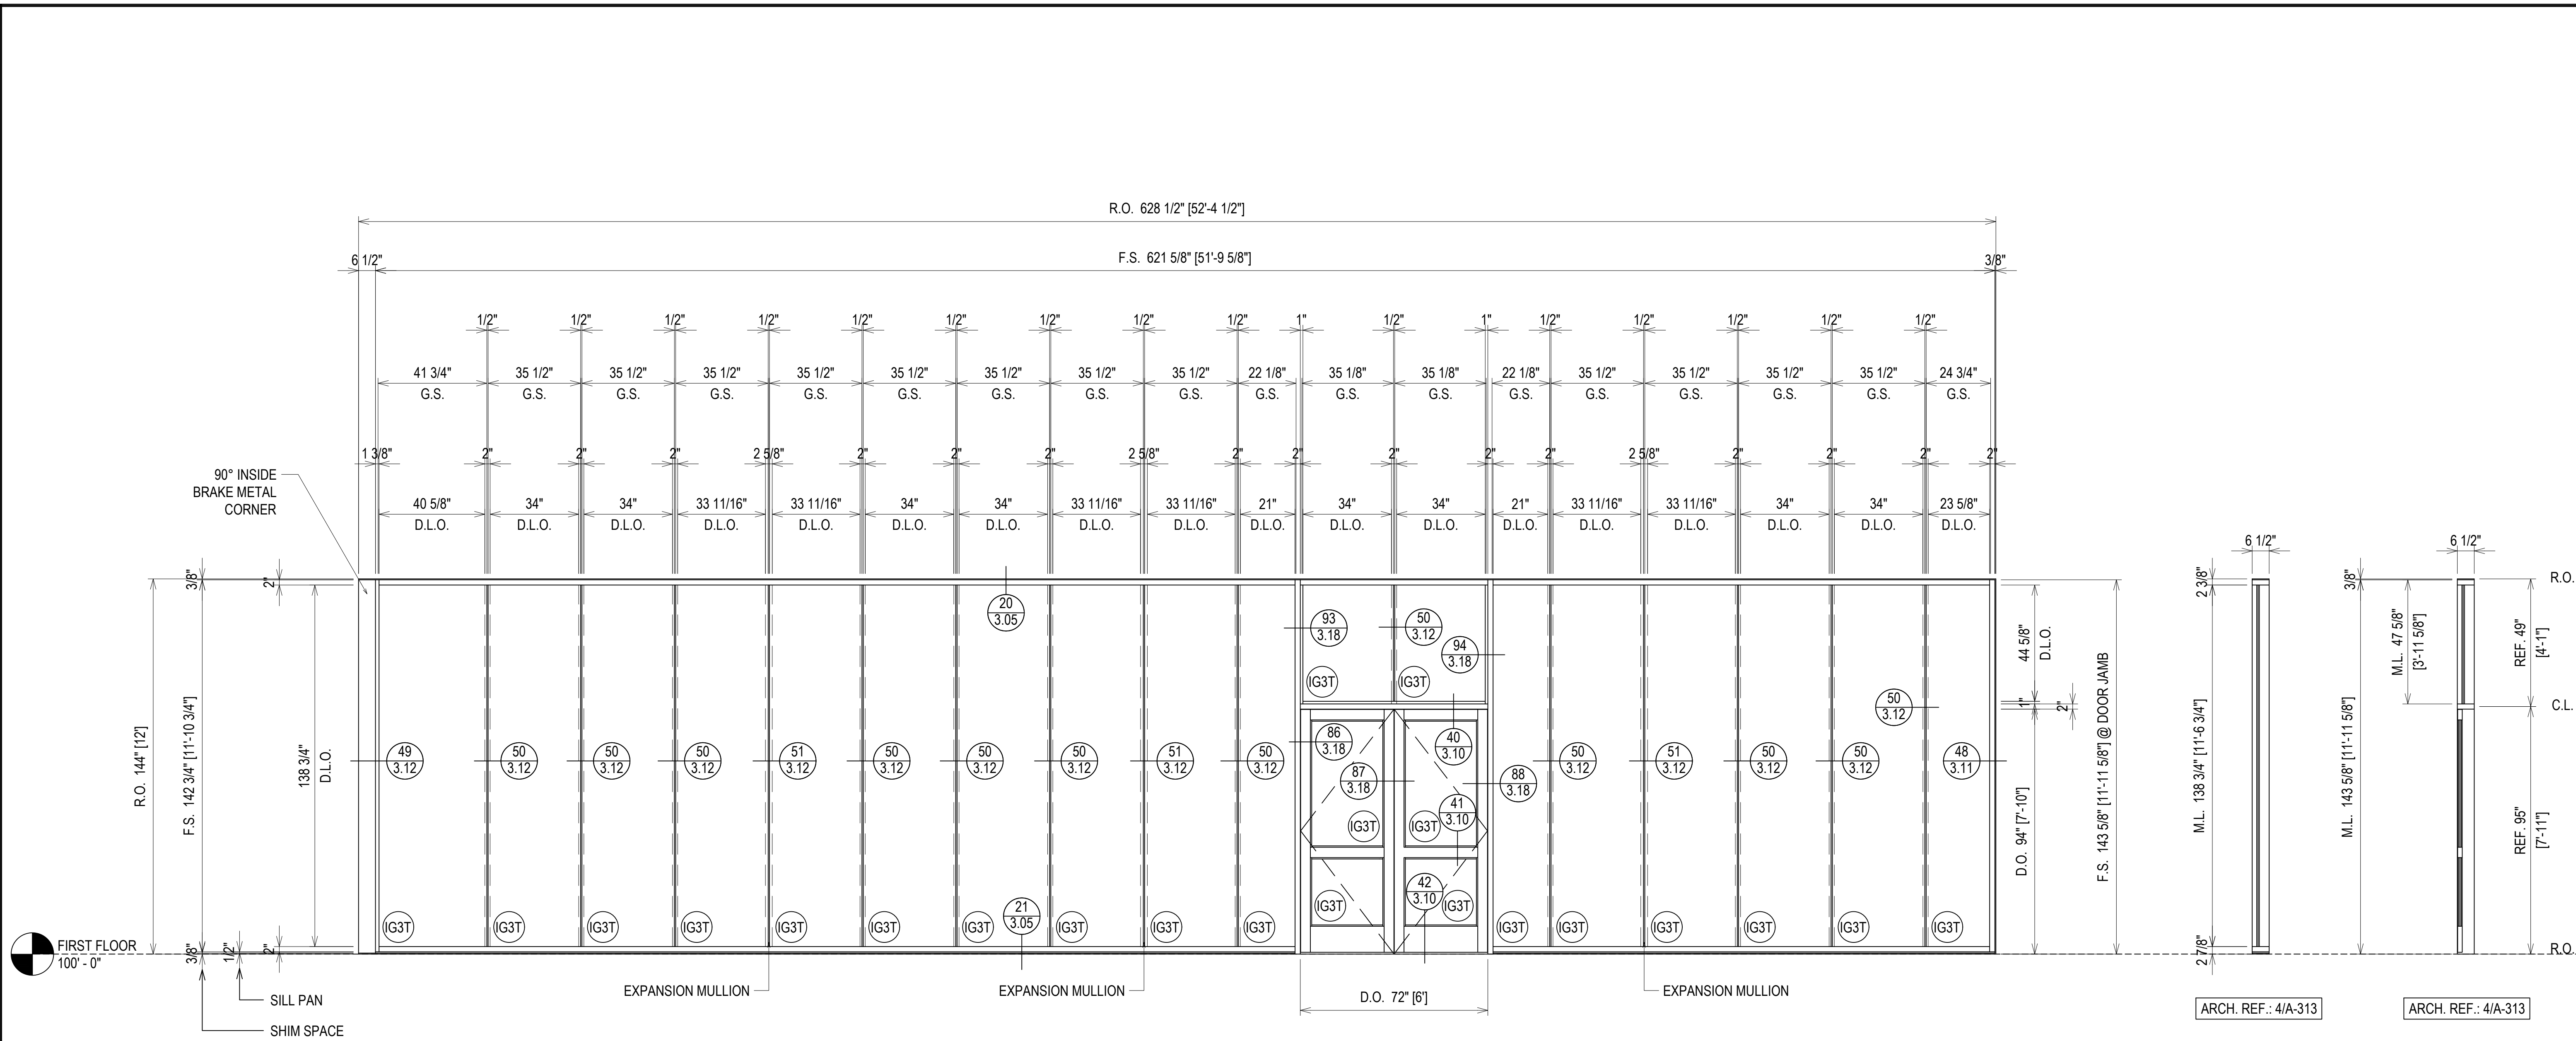 R.O. 628 1/2" [52'-4 1/2"]
6 1/2" F.S. 621 5/8" [51'-9 5/8"] 3/8"
1/2" 1/2" 1/2" 1/2" 1/2" 1/2" 1/2" 1/2" 1/2" 1" 1/2" 1" 1/2" 1/2" 1/2" 1/2" 1/2"
41 3/4" 35 1/2" 35 1/2" 35 1/2" 35 1/2" 35 1/2" 35 1/2" 35 1/2" 35 1/2" 22 1/8" 35 1/8" 35 1/8" 22 1/8" 35 1/2" 35 1/2" 35 1/2" 35 1/2" 24 3/4"
G.S. G.S. G.S. G.S. G.S. G.S. G.S. G.S. G.S. G.S. G.S. G.S. G.S. G.S. G.S. G.S. G.S. G.S.
1 3/8" 2" 2" 2" 2 5/8" 2" 2" 2" 2 5/8" 2" 2" 2" 2" 2" 2 5/8" 2" 2" 2" 2"
40 5/8" 34" 34" 33 11/16" 33 11/16" 34" 34" 33 11/16" 33 11/16" 21" 34" 34" 21" 33 11/16" 33 11/16" 34" 34" 23 5/8"
D.L.O. D.L.O. D.L.O. D.L.O. D.L.O. D.L.O. D.L.O. D.L.O. D.L.O. D.L.O. D.L.O. D.L.O. D.L.O. D.L.O. D.L.O. D.L.O. D.L.O. D.L.O.
90° INSIDE
BRAKE METAL
CORNER
R.O. 144" [12']
3/8"
F.S. 142 3/4" [11'-10 3/4"]
3/8"
1/2"
2"
138 3/4"
D.L.O.
2"
20
3.05
93
3.18
50
3.12
94
3.18
IG3T IG3T
50
3.12
49 50 50 50 51 50 50 50 51 50
3.12 3.12 3.12 3.12 3.12 3.12 3.12 3.12 3.12 3.12
86
3.18
40
3.10
87
3.18
88
3.18
41
3.10
50 51 50 50 48
3.12 3.12 3.12 3.12 3.11
IG3T IG3T
42
3.10
IG3T IG3T
21
3.05
IG3T IG3T IG3T IG3T IG3T IG3T IG3T IG3T IG3T IG3T IG3T IG3T IG3T IG3T IG3T IG3T
FIRST FLOOR
100' - 0"
SILL PAN
SHIM SPACE
EXPANSION MULLION
EXPANSION MULLION
D.O. 72" [6']
EXPANSION MULLION
44 5/8"
D.L.O.
1"
2"
D.O. 94" [7'-10"]
F.S. 143 5/8" [11'-11 5/8"] @ DOOR JAMB
6 1/2"
2 3/8"
M.L. 138 3/4" [11'-6 3/4"]
2 7/8"
ARCH. REF.: 4/A-313
6 1/2"
3/8"
M.L. 143 5/8" [11'-11 5/8"]
M.L. 47 5/8"
[3'-11 5/8"]
REF. 49"
[4'-1"]
REF. 95"
[7'-11"]
R.O.
C.L.
R.O.
ARCH. REF.: 4/A-313